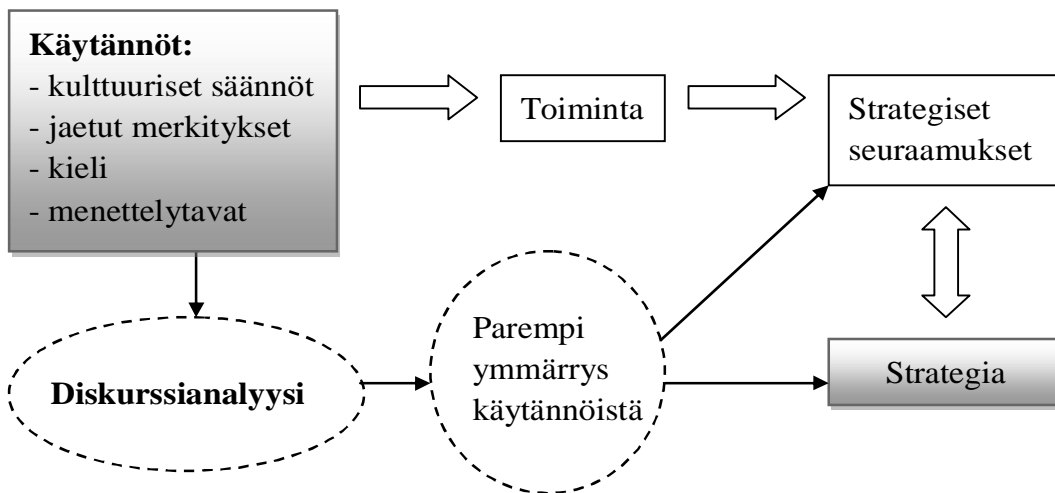 Käytännöt:
- kulttuuriset säännöt
- jaetut merkitykset
- kieli
- menettelytavat
Toiminta
Strategiset
seuraamukset
Diskurssianalyysi
Parempi
ymmärrys
käytännöistä
Strategia